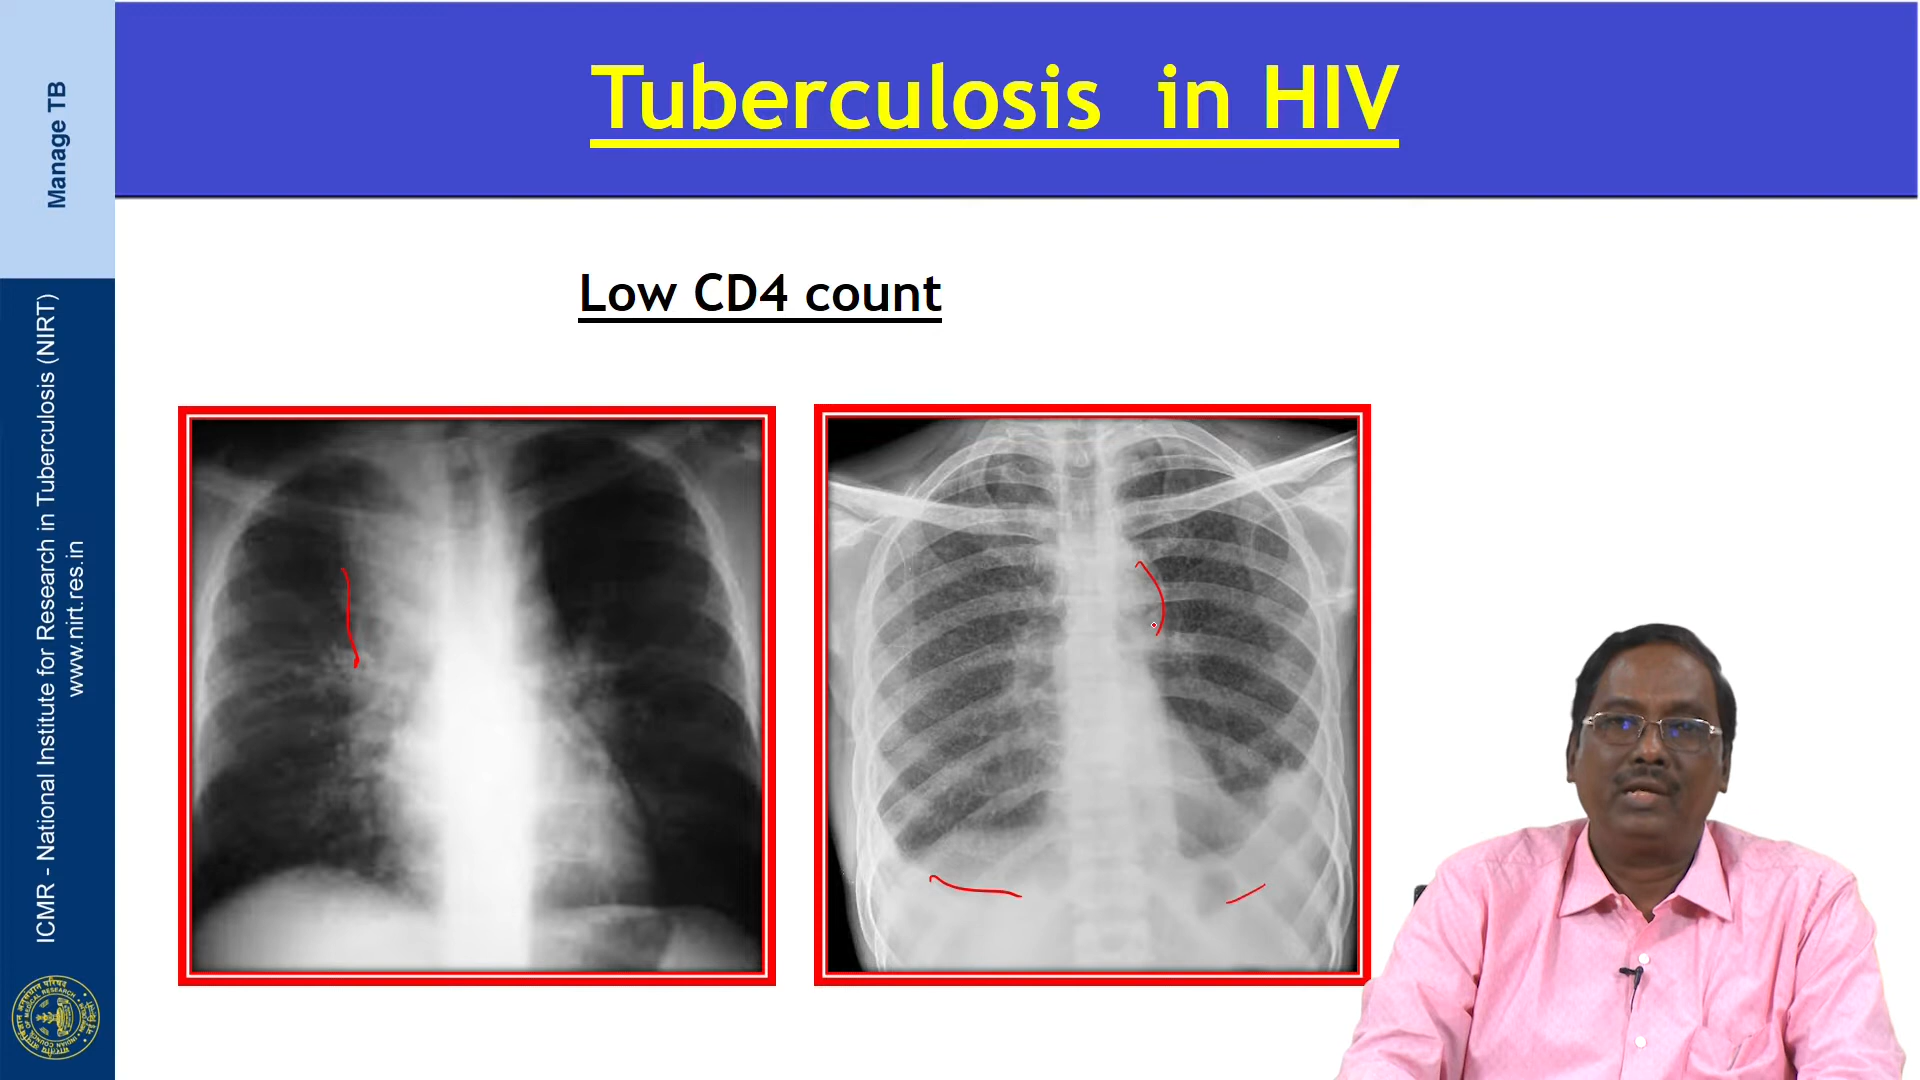 Manage TB
ICMR - National Institute for Research in Tuberculosis (NIRT)
www.nirt.res.in
Tuberculosis in HIV
Low CD4 count